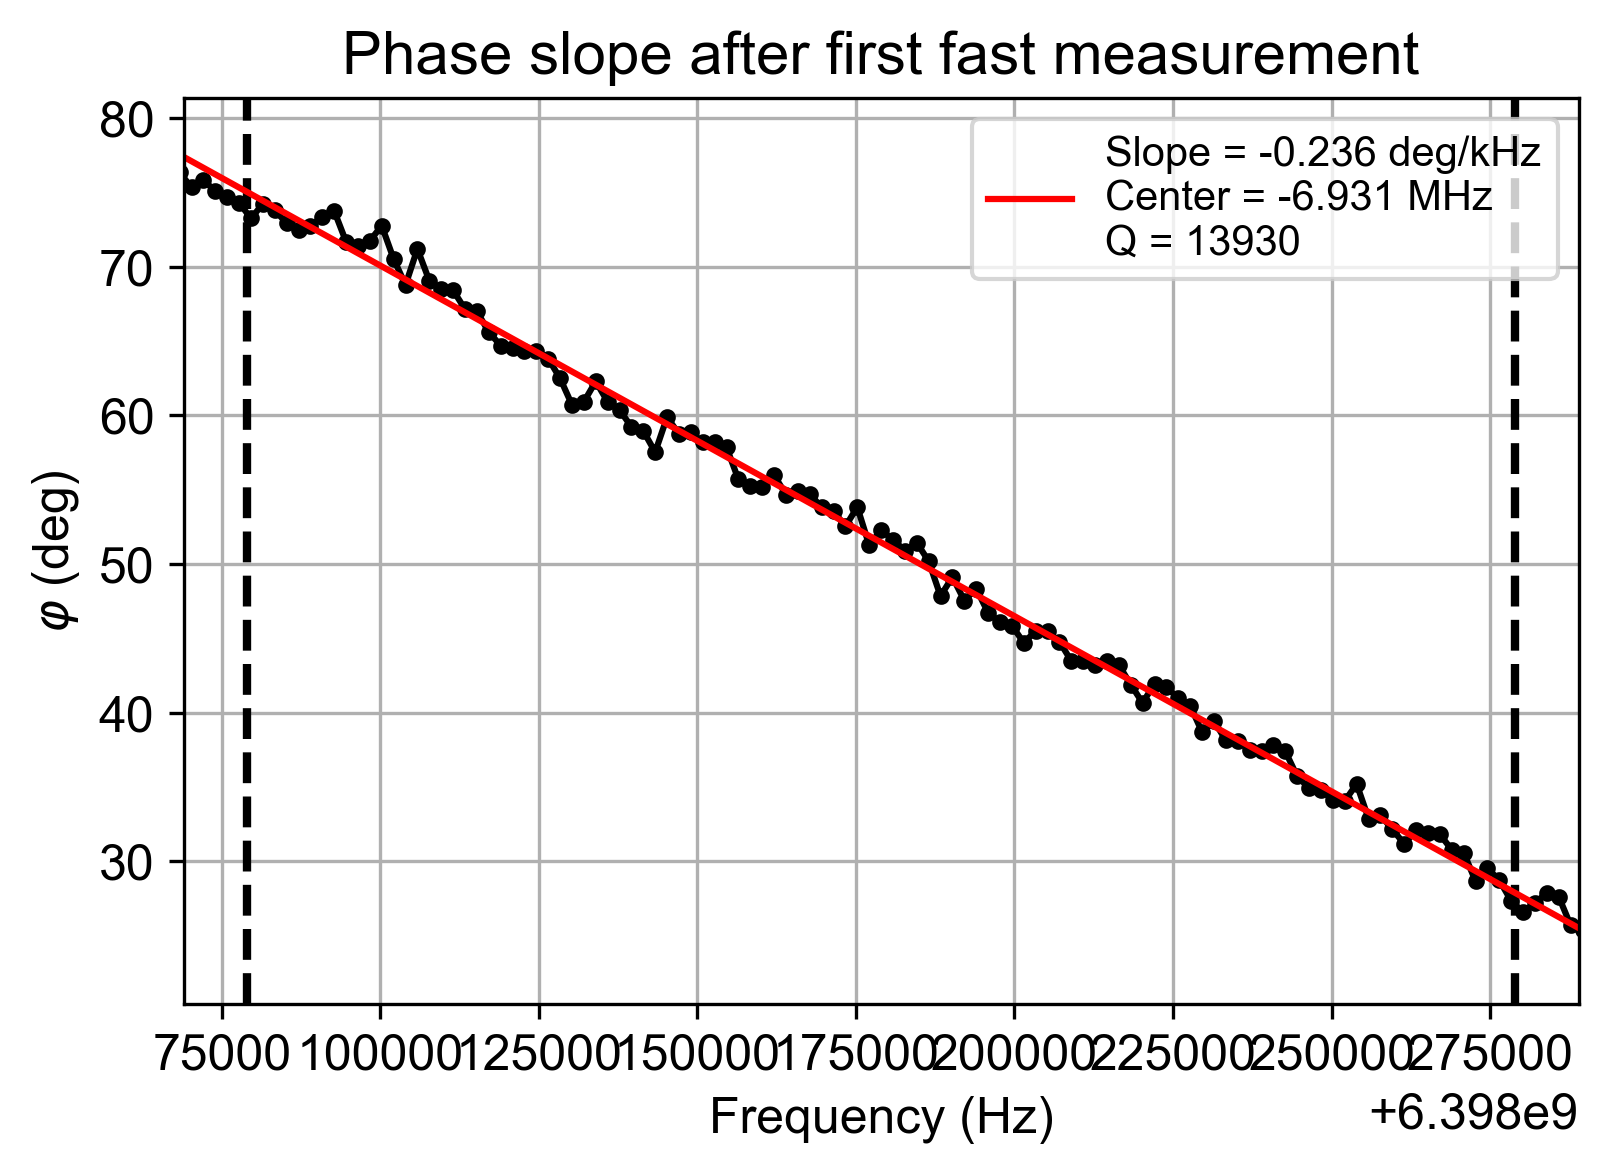 Phase slope after first fast measurement
80
70
60
50
40
30
φ (deg)
Slope = -0.236 deg/kHz
Center = -6.931 MHz
Q = 13930
75000 100000 125000 150000 175000 200000 225000 250000 275000
Frequency (Hz)
+6.398e9